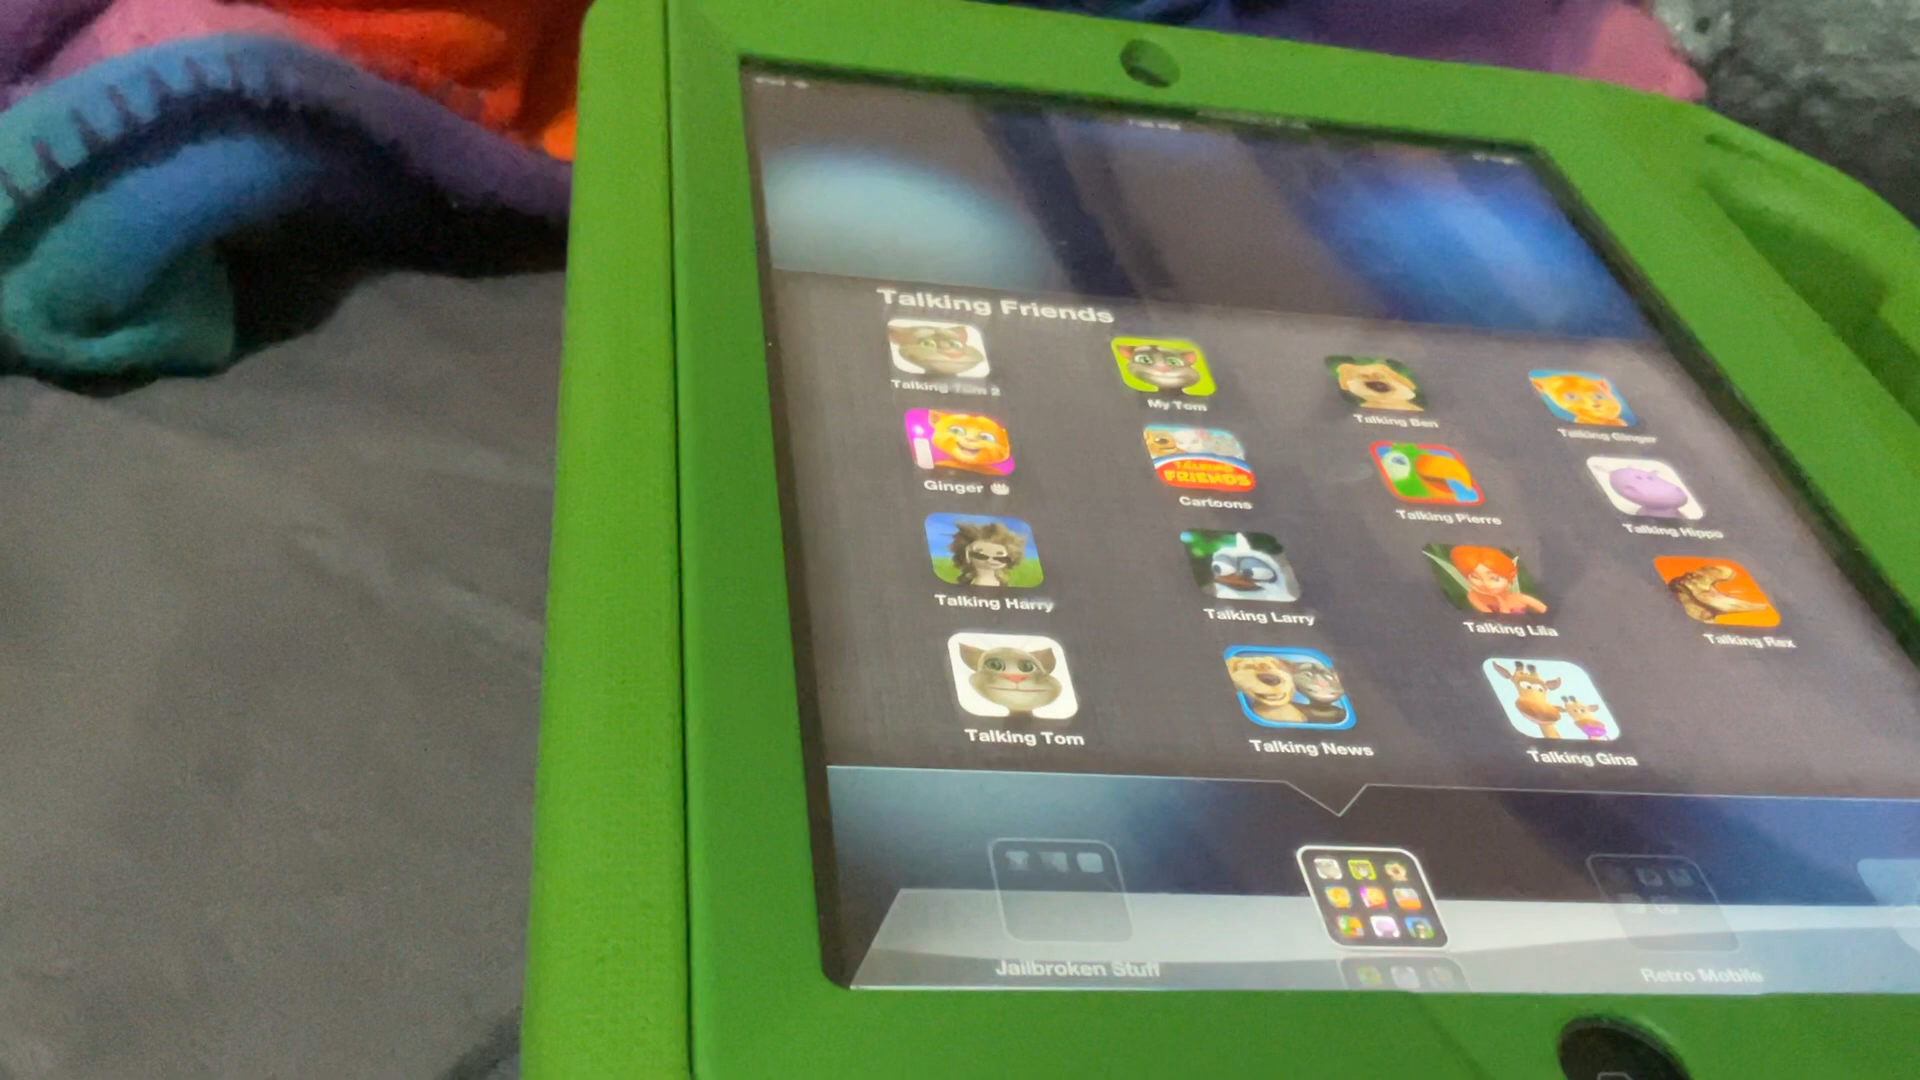 Talking Friends
Talking Tom 2
My Tom
Talking Ben
Talking Ginger
Ginger
TALKING FRIENDS
Cartoons
Talking Pierre
Talking Hippo
Talking Harry
Talking Larry
Talking Lila
Talking Rex
Talking Tom
Talking News
Talking Gina
Jailbroken Stuff
Retro Mobile